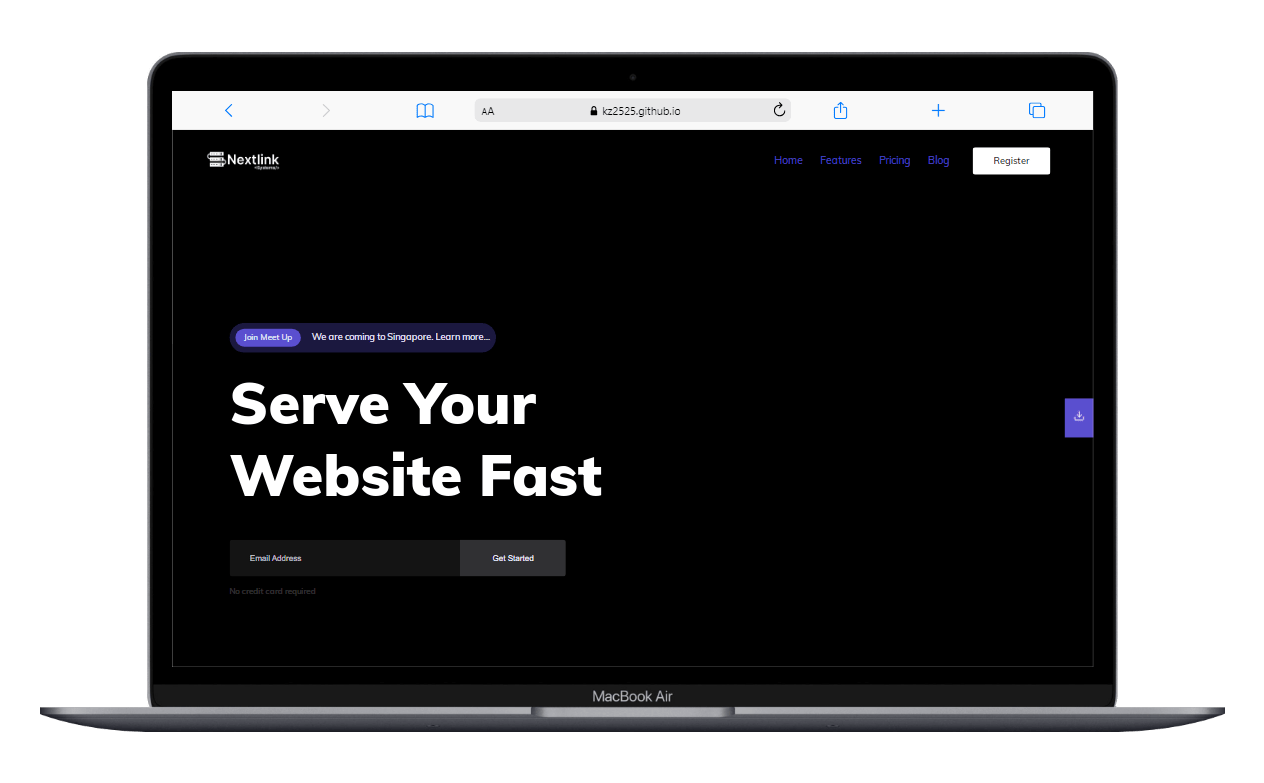 AA
kz2525.github.io
Nextlink
<Systems/>
Home Features Pricing Blog Register
Join Meet Up We are coming to Singapore. Learn more...
Serve Your
Website Fast
Email Address Get Started
No credit card required
MacBook Air